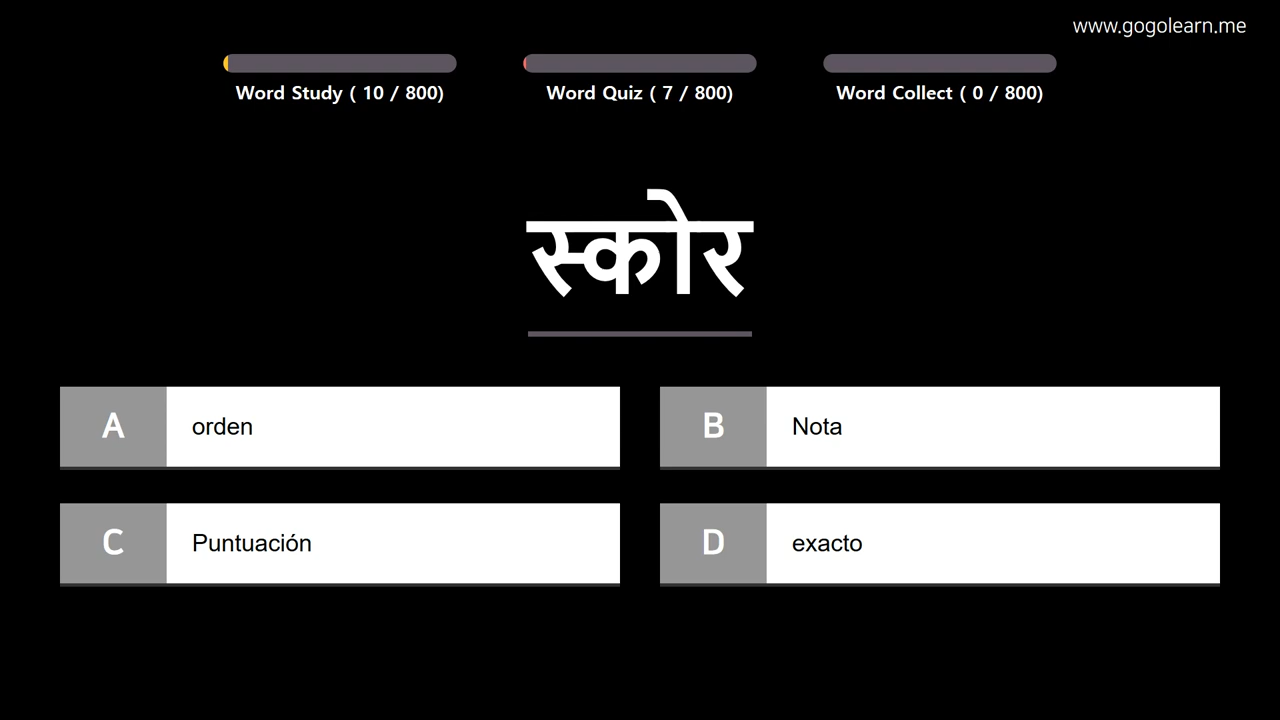 www.gogolearn.me
Word Study ( 10 / 800)
Word Quiz ( 7 / 800)
Word Collect ( 0 / 800)
स्कोर
A orden
B Nota
C Puntuación
D exacto